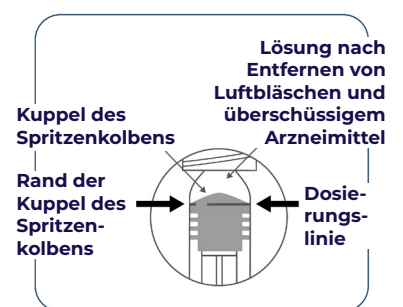 Lösung nach
Entfernen von
Luftbläschen und
überschüssigem
Arzneimittel
Kuppel des
Spritzenkolbens
Rand der
Kuppel des
Spritzen-
kolbens
Dosie-
rungs-
linie